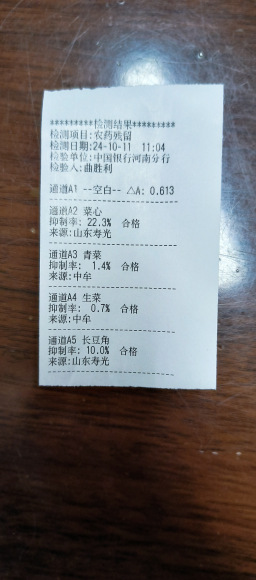 *********检测结果*********
检测项目:农药残留
检测日期:24-10-11 11:04
检验单位:中国银行河南分行
检验人:曲胜利
通道A1 --空白-- △A: 0.613
通道A2 菜心
抑制率: 22.3% 合格
来源:山东寿光
通道A3 青菜
抑制率: 1.4% 合格
来源:中牟
通道A4 生菜
抑制率: 0.7% 合格
来源:中牟
通道A5 长豆角
抑制率: 10.0% 合格
来源:山东寿光